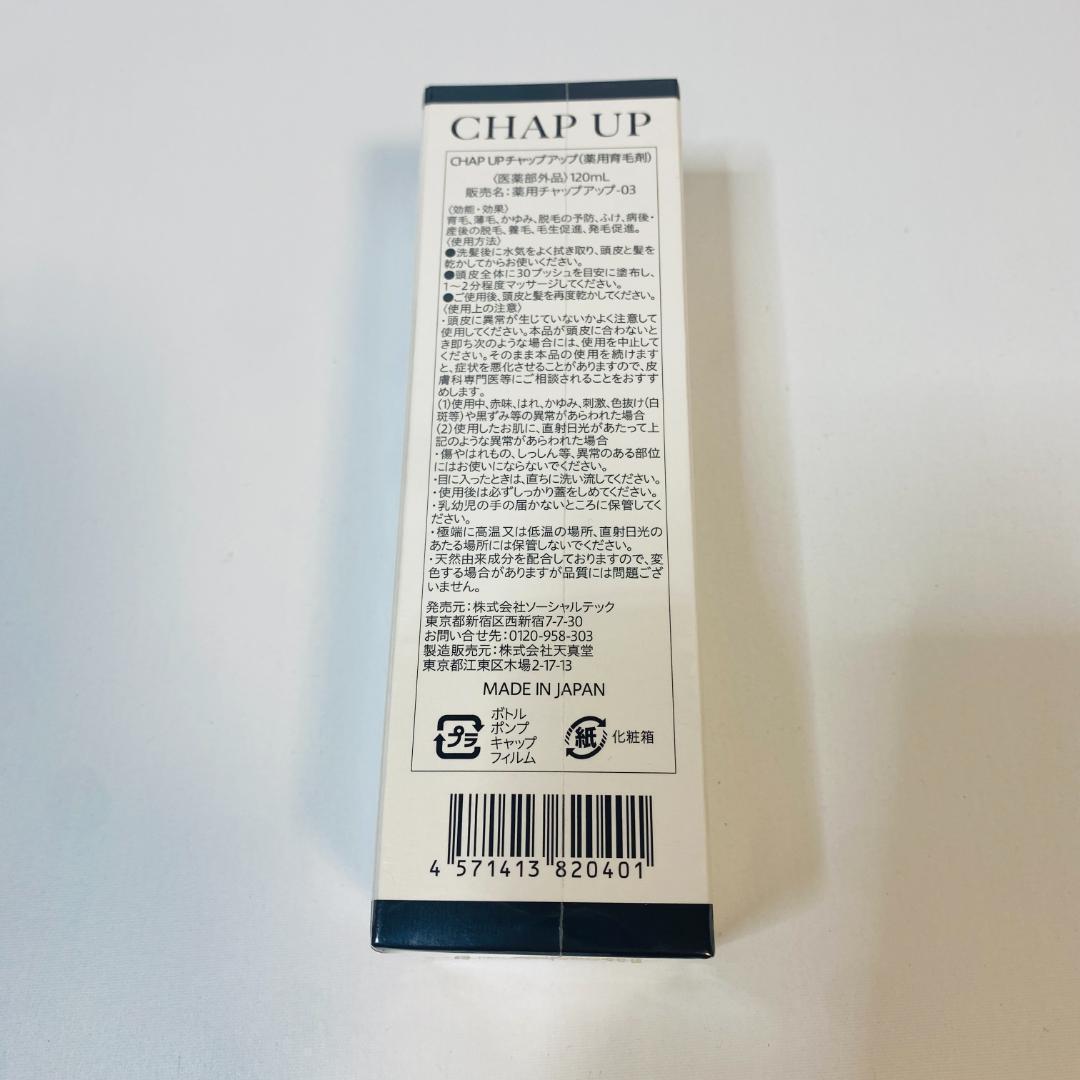 CHAP UP
CHAP UPチャップアップ(薬用育毛剤)
〈医薬部外品〉120mL
販売名:薬用チャップアップ-03
〈効能・効果〉
育毛、薄毛、かゆみ、脱毛の予防、ふけ、病後・
産後の脱毛、養毛、毛生促進、発毛促進。
〈使用方法〉
●洗髪後に水気をよく拭き取り、頭皮と髪を
乾かしてからお使いください。
●頭皮全体に30プッシュを目安に塗布し、
1〜2分程度マッサージしてください。
●ご使用後、頭皮と髪を再度乾かしてください。
〈使用上の注意〉
・頭皮に異常が生じていないかよく注意して
使用してください。本品が頭皮に合わないと
き即ち次のような場合には、使用を中止して
ください。そのまま本品の使用を続けます
と、症状を悪化させることがありますので、皮
膚科専門医等にご相談されることをおすす
めします。
(1)使用中、赤味、はれ、かゆみ、刺激、色抜け(白
斑等)や黒ずみ等の異常があらわれた場合
(2)使用したお肌に、直射日光があたって上
記のような異常があらわれた場合
・傷やはれもの、しっしん等、異常のある部位
にはお使いにならないでください。
・目に入ったときは、直ちに洗い流してください。
・使用後は必ずしっかり蓋をしめてください。
・乳幼児の手の届かないところに保管してく
ださい。
・極端に高温又は低温の場所、直射日光の
あたる場所には保管しないでください。
・天然由来成分を配合しておりますので、変
色する場合がありますが品質には問題ござ
いません。
発売元:株式会社ソーシャルテック
東京都新宿区西新宿7-7-30
お問い合せ先:0120-958-303
製造販売元:株式会社天真堂
東京都江東区木場2-17-13
MADE IN JAPAN
プラ
ボトル
ポンプ
キャップ
フィルム
紙
化粧箱
4 571413 820401